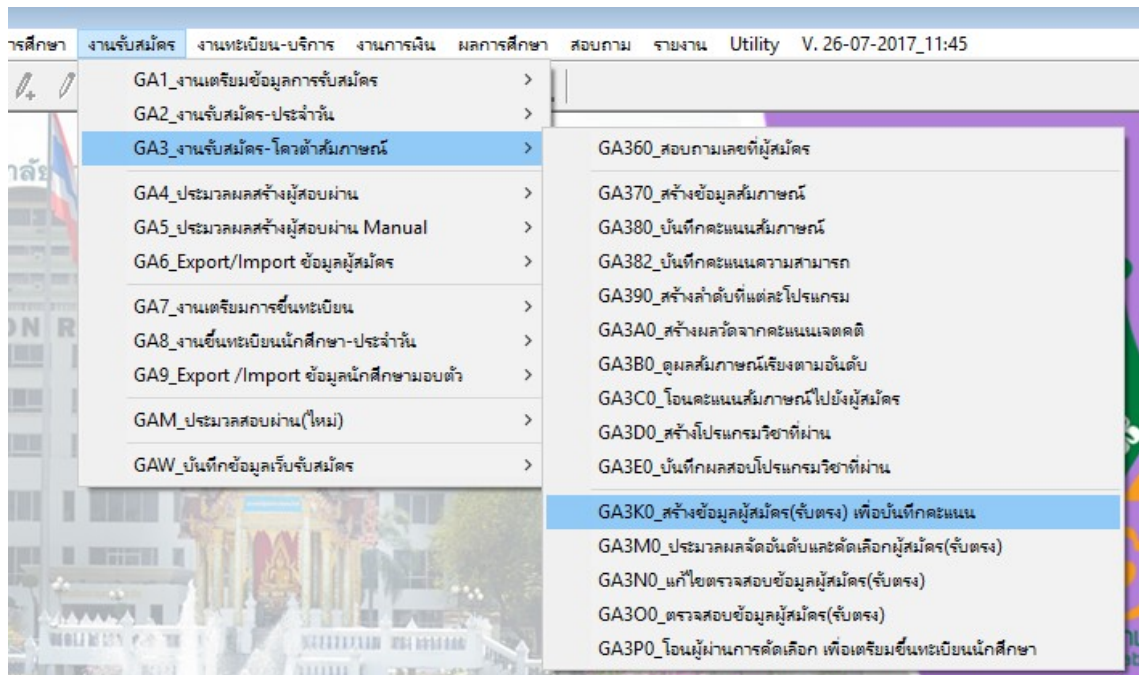 งานรับสมัคร งานทะเบียน-บริการ งานการเงิน ผลการศึกษา สอบถาม รายงาน Utility V. 26-07-2017_11:45
GA1_งานเตรียมข้อมูลการรับสมัคร
GA2_งานรับสมัคร-ประจำวัน
GA3_งานรับสมัคร-โควต้าสัมภาษณ์
GA4_ประมวลผลสร้างผู้สอบผ่าน
GA5_ประมวลผลสร้างผู้สอบผ่าน Manual
GA6_Export/Import ข้อมูลผู้สมัคร
GA7_งานเตรียมการขึ้นทะเบียน
GA8_งานขึ้นทะเบียนนักศึกษา-ประจำวัน
GA9_Export /Import ข้อมูลนักศึกษามอบตัว
GAM_ประมวลสอบผ่าน(ใหม่)
GAW_บันทึกข้อมูลเว็บรับสมัคร
GA360_สอบถามเลขที่ผู้สมัคร
GA370_สร้างข้อมูลสัมภาษณ์
GA380_บันทึกคะแนนสัมภาษณ์
GA382_บันทึกคะแนนความสามารถ
GA390_สร้างลำดับที่แต่ละโปรแกรม
GA3A0_สร้างผลวัดจากคะแนนเจตคติ
GA3B0_ดูผลสัมภาษณ์เรียงตามอันดับ
GA3C0_โอนคะแนนสัมภาษณ์ไปยังผู้สมัคร
GA3D0_สร้างโปรแกรมวิชาที่ผ่าน
GA3E0_บันทึกผลสอบโปรแกรมวิชาที่ผ่าน
GA3K0_สร้างข้อมูลผู้สมัคร(รับตรง) เพื่อบันทึกคะแนน
GA3M0_ประมวลผลจัดอันดับและคัดเลือกผู้สมัคร(รับตรง)
GA3N0_แก้ไขตรวจสอบข้อมูลผู้สมัคร(รับตรง)
GA3O0_ตรวจสอบข้อมูลผู้สมัคร(รับตรง)
GA3P0_โอนผู้ผ่านการคัดเลือก เพื่อเตรียมขึ้นทะเบียนนักศึกษา